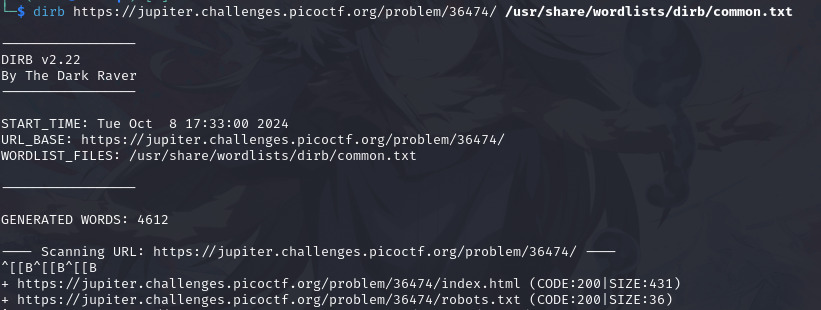 └─$ dirb https://jupiter.challenges.picoctf.org/problem/36474/ /usr/share/wordlists/dirb/common.txt
-----------------
DIRB v2.22
By The Dark Raver
-----------------
START_TIME: Tue Oct  8 17:33:00 2024
URL_BASE: https://jupiter.challenges.picoctf.org/problem/36474/
WORDLIST_FILES: /usr/share/wordlists/dirb/common.txt
-----------------
GENERATED WORDS: 4612
---- Scanning URL: https://jupiter.challenges.picoctf.org/problem/36474/ ----
^[[B^[[B^[[B
+ https://jupiter.challenges.picoctf.org/problem/36474/index.html (CODE:200|SIZE:431)
+ https://jupiter.challenges.picoctf.org/problem/36474/robots.txt (CODE:200|SIZE:36)